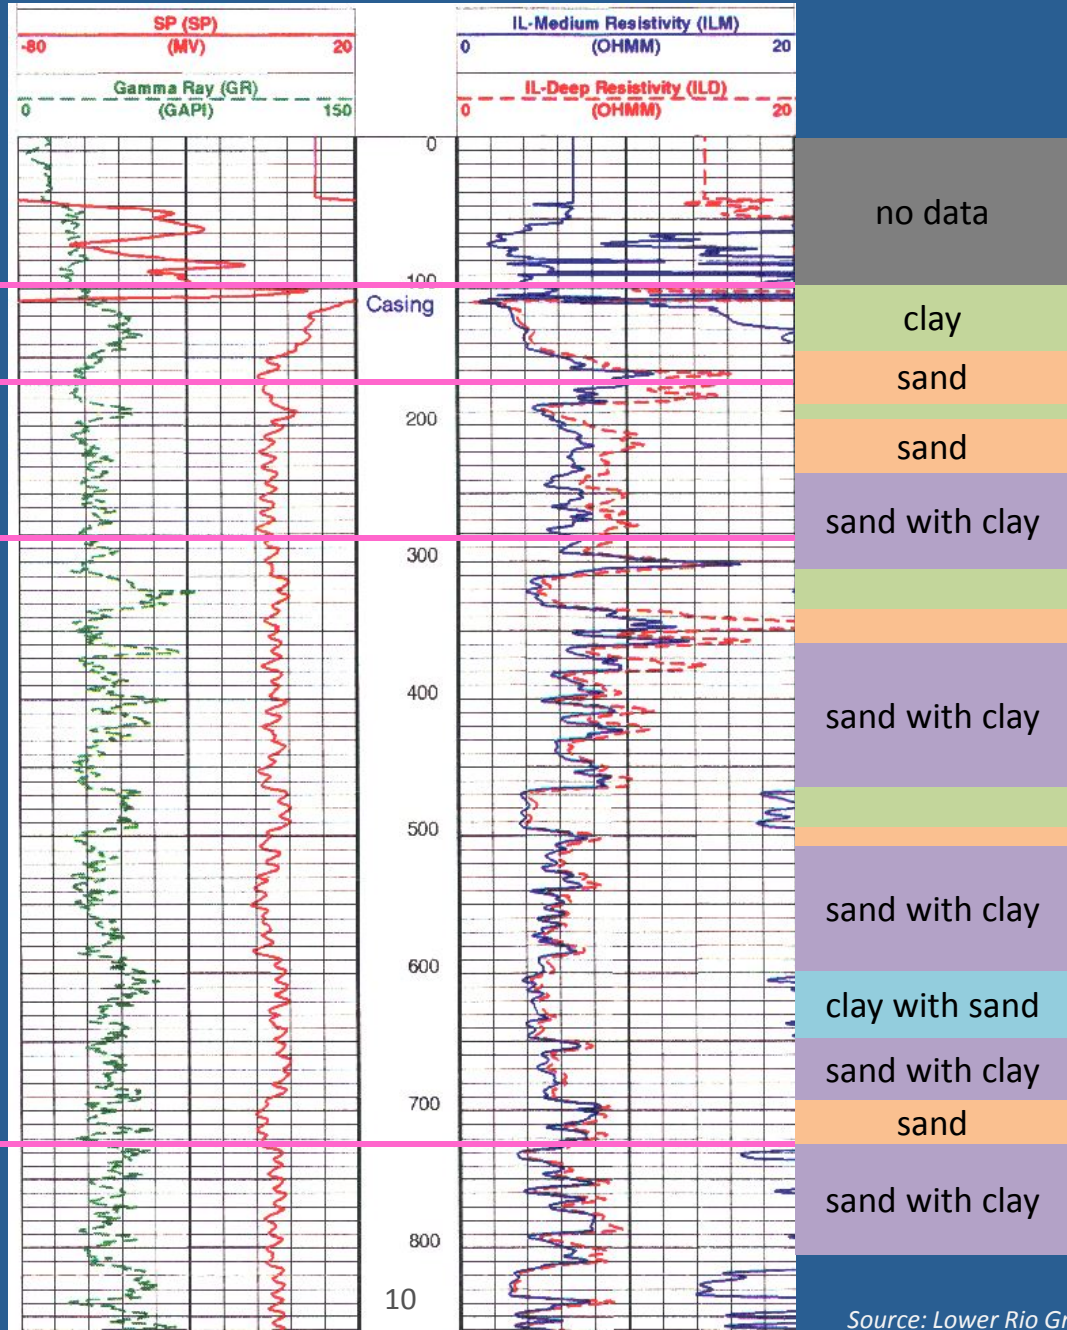 SP (SP)
-80 (MV) 20
Gamma Ray (GR)
0 (GAPI) 150
IL-Medium Resistivity (ILM)
0 (OHMM) 20
IL-Deep Resistivity (ILD)
0 (OHMM) 20
0
100
Casing
200
300
400
500
600
700
800
10
no data
clay
sand
sand
sand with clay
sand with clay
sand with clay
clay with sand
sand with clay
sand
sand with clay
Source: Lower Rio Gr